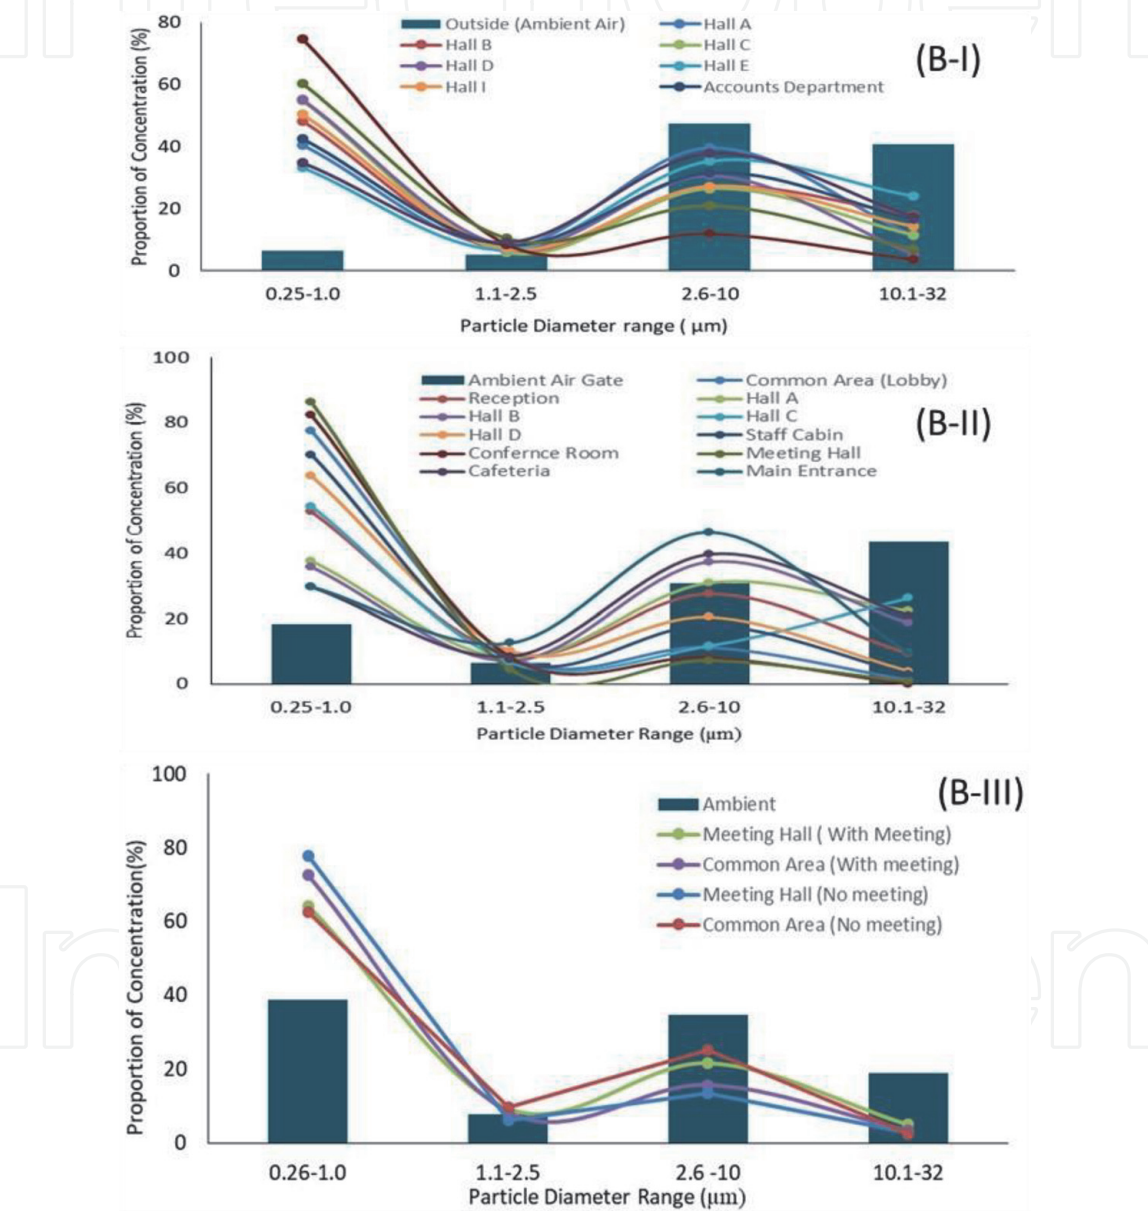 80
60
40
20
0
Proportion of Concentration (%)
Outside (Ambient Air) Hall A
Hall B Hall C
Hall D Hall E
Hall I Accounts Department
(B-I)
0.25-1.0 1.1-2.5 2.6-10 10.1-32
Particle Diameter range ( µm)
100
80
60
40
20
0
Proportion of Concentration (%)
Ambient Air Gate Common Area (Lobby)
Reception Hall A
Hall B Hall C
Hall D Staff Cabin
Confernce Room Meeting Hall
Cafeteria Main Entrance
(B-II)
0.25-1.0 1.1-2.5 2.6-10 10.1-32
Particle Diameter Range (µm)
100
80
60
40
20
0
Proportion of Concentration(%)
(B-III)
Ambient
Meeting Hall ( With Meeting)
Common Area (With meeting)
Meeting Hall (No meeting)
Common Area (No meeting)
0.26-1.0 1.1-2.5 2.6 -10 10.1-32
Particle Diameter Range (µm)